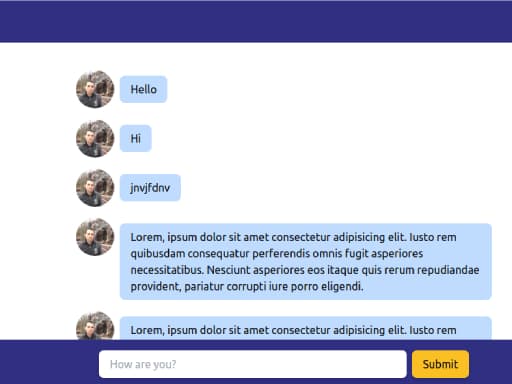 Hello
Hi
jnvjfdnv
Lorem, ipsum dolor sit amet consectetur adipisicing elit. Iusto rem
quibusdam consequatur perferendis omnis fugit asperiores
necessitatibus. Nesciunt asperiores eos itaque quis rerum repudiandae
provident, pariatur corrupti iure porro eligendi.
Lorem, ipsum dolor sit amet consectetur adipisicing elit. Iusto rem
How are you?
Submit